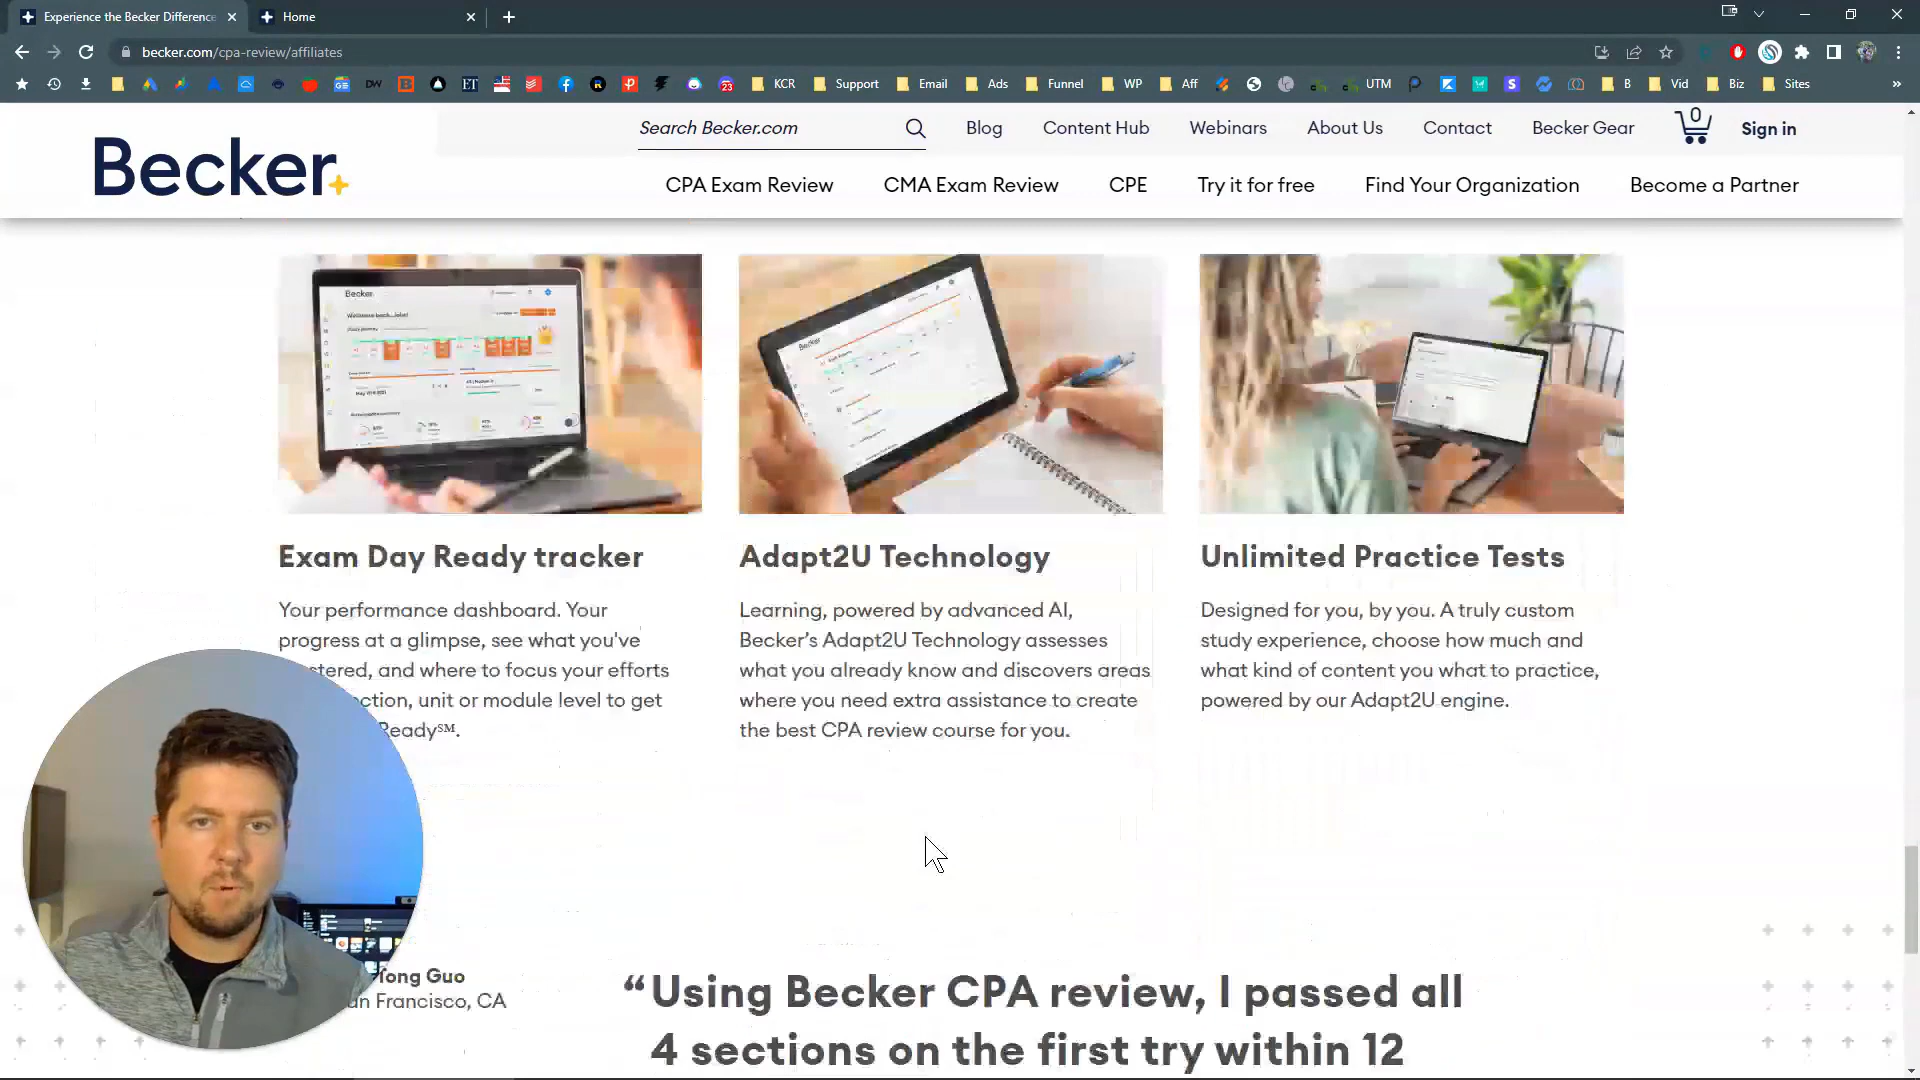 Experience the Becker Difference
Home
becker.com/cpa-review/affiliates
DW
ET
23
KCR
Support
Email
Ads
Funnel
WP
Aff
UTM
B
Vid
Biz
Sites
Becker
Search Becker.com
Blog
Content Hub
Webinars
About Us
Contact
Becker Gear
0
Sign in
CPA Exam Review
CMA Exam Review
CPE
Try it for free
Find Your Organization
Become a Partner
Becker
Exam Day Ready tracker
Your performance dashboard. Your
progress at a glimpse, see what you've
stered, and where to focus your efforts
ction, unit or module level to get
Ready℠.
Adapt2U Technology
Learning, powered by advanced AI,
Becker's Adapt2U Technology assesses
what you already know and discovers areas
where you need extra assistance to create
the best CPA review course for you.
Unlimited Practice Tests
Designed for you, by you. A truly custom
study experience, choose how much and
what kind of content you what to practice,
powered by our Adapt2U engine.
Tong Guo
an Francisco, CA
“Using Becker CPA review, I passed all
4 sections on the first try within 12